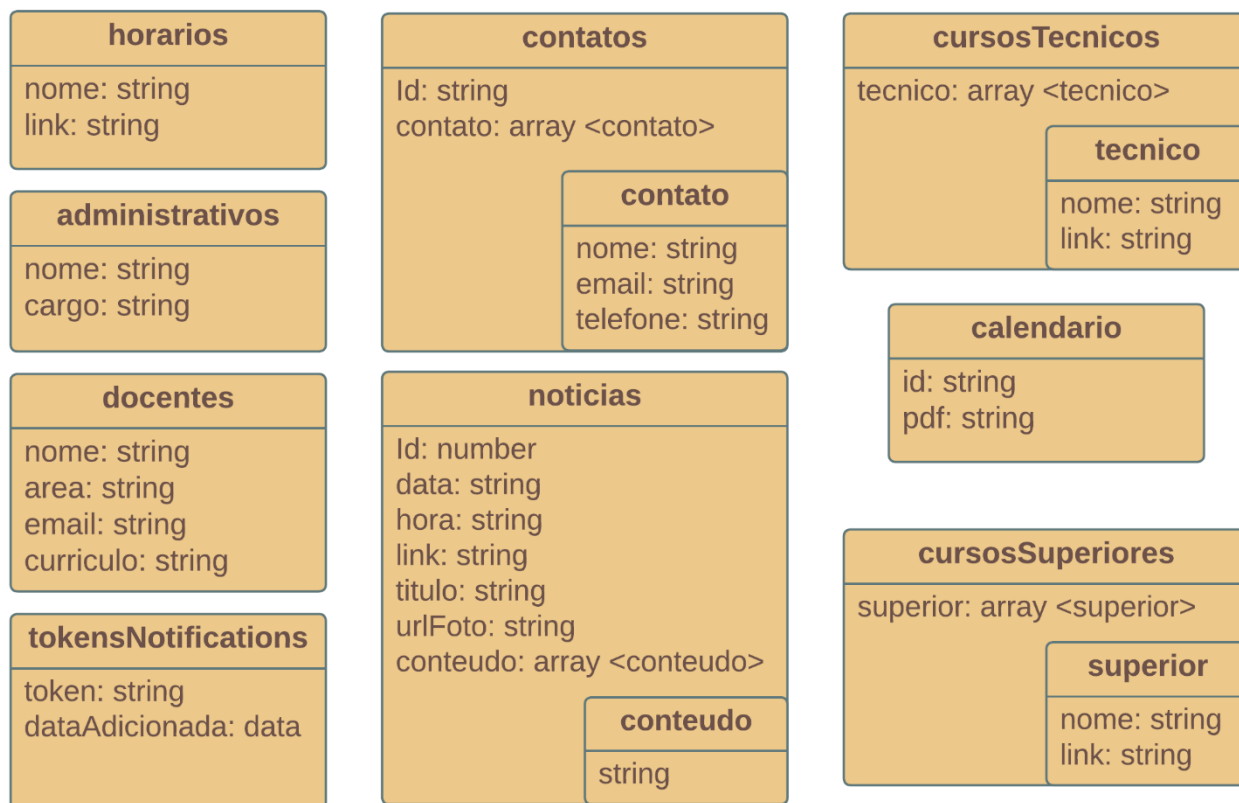 horarios
nome: string
link: string
administrativos
nome: string
cargo: string
docentes
nome: string
area: string
email: string
curriculo: string
tokensNotifications
token: string
dataAdicionada: data
contatos
Id: string
contato: array <contato>
contato
nome: string
email: string
telefone: string
noticias
Id: number
data: string
hora: string
link: string
titulo: string
urlFoto: string
conteudo: array <conteudo>
conteudo
string
cursosTecnicos
tecnico: array <tecnico>
tecnico
nome: string
link: string
calendario
id: string
pdf: string
cursosSuperiores
superior: array <superior>
superior
nome: string
link: string